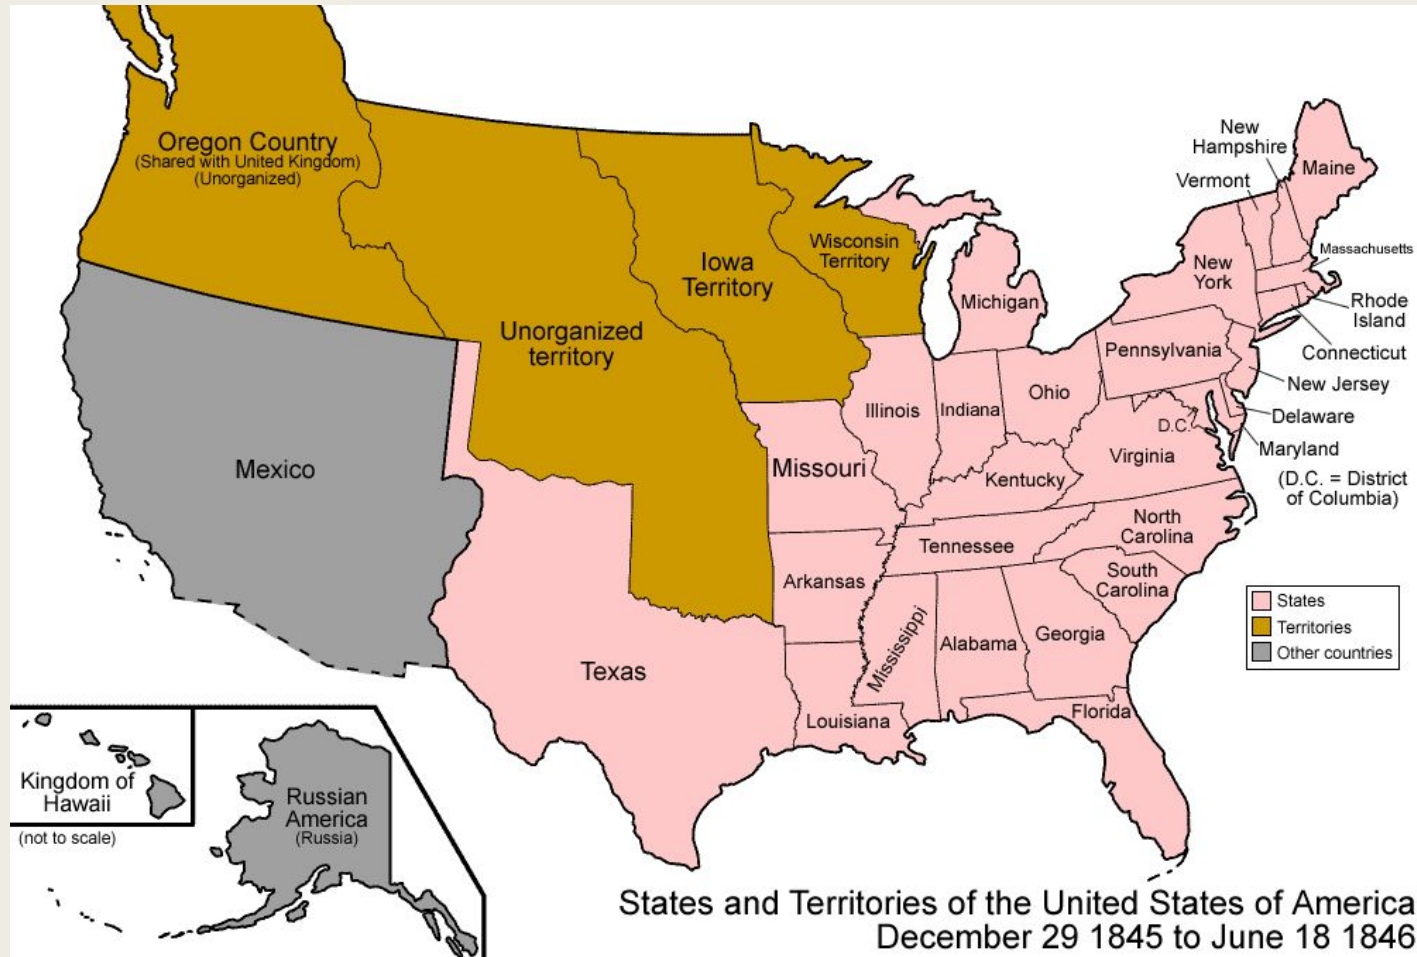 Oregon Country
(Shared with United Kingdom)
(Unorganized)
Unorganized
territory
Iowa
Territory
Wisconsin
Territory
Michigan
New
Hampshire
Vermont
Maine
Massachusetts
New
York
Rhode
Island
Connecticut
Pennsylvania
New Jersey
Delaware
Maryland
D.C.
(D.C. = District
of Columbia)
Mexico
Missouri
Illinois
Indiana
Ohio
Kentucky
Virginia
Tennessee
North
Carolina
South
Carolina
Arkansas
Mississippi
Alabama
Georgia
Texas
Louisiana
Florida
States
Territories
Other countries
Kingdom of
Hawaii
(not to scale)
Russian
America
(Russia)
States and Territories of the United States of America
December 29 1845 to June 18 1846